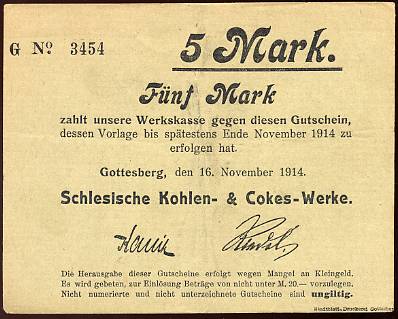 G Nº 3454
5 Mark.
Fünf Mark
zahlt unsere Werkskasse gegen diesen Gutschein,
dessen Vorlage bis spätestens Ende November 1914 zu
erfolgen hat.
Gottesberg, den 16. November 1914.
Schlesische Kohlen- & Cokes-Werke.
Die Herausgabe dieser Gutscheine erfolgt wegen Mangel an Kleingeld.
Es wird gebeten, zur Einlösung Beträge von nicht unter M. 20.— vorzulegen.
Nicht numerierte und nicht unterzeichnete Gutscheine sind ungiltig.